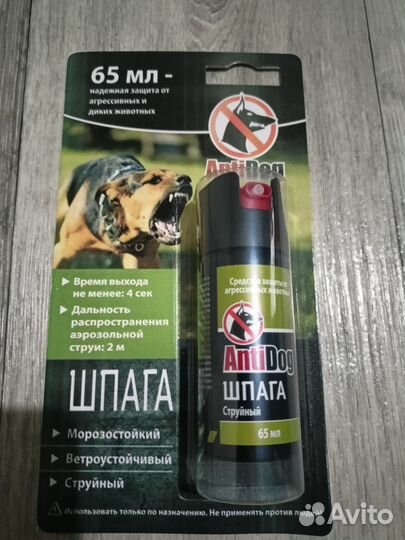 65 мл -
надежная защита от
агрессивных и
диких животных
AntiDog
Время выхода
не менее: 4 сек
Дальность
распространения
аэрозольной
струи: 2 м
ШПАГА
Морозостойкий
Ветроустойчивый
Струйный
Использовать только по назначению. Не применять против людей!
Средство защиты от
агрессивных животных
AntiDog
ШПАГА
Струйный
65 мл
Avito